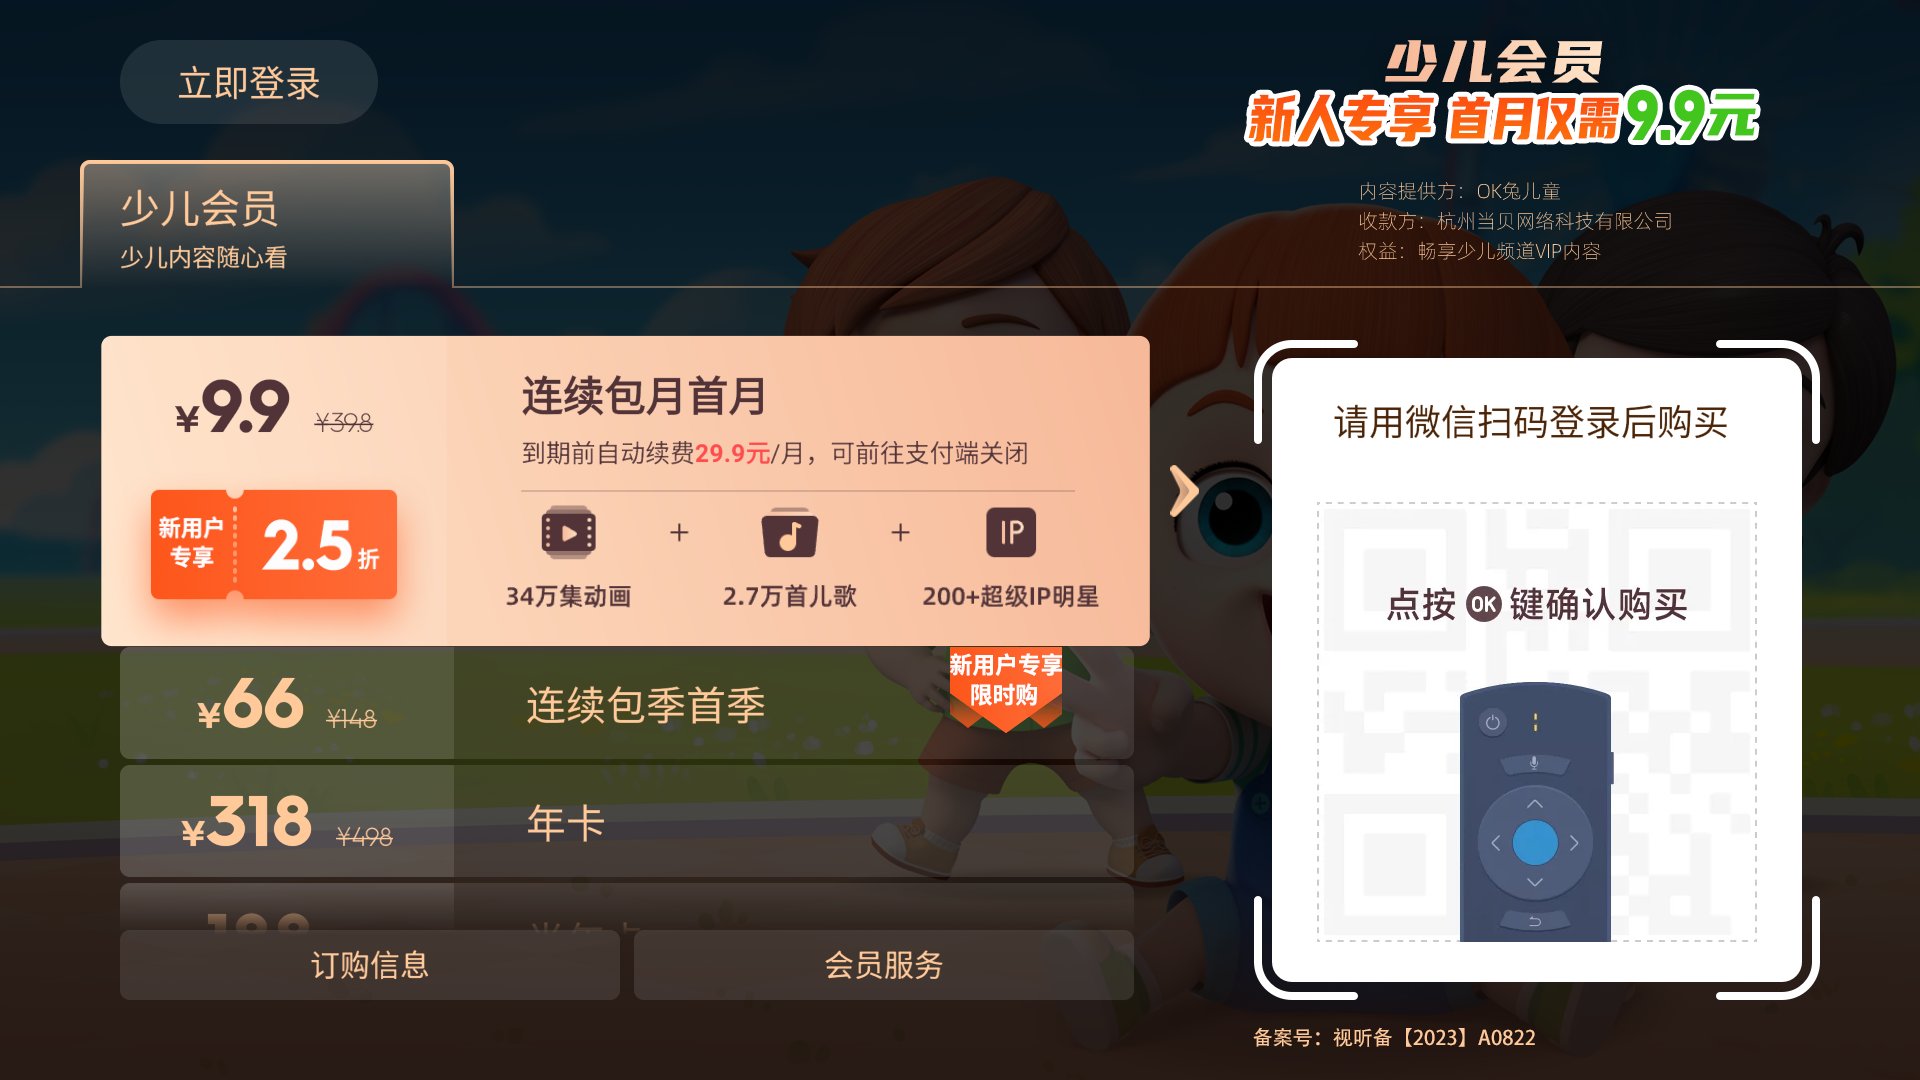 立即登录
少儿会员
新人专享 首月仅需9.9元
内容提供方：OK兔儿童
收款方：杭州当贝网络科技有限公司
权益：畅享少儿频道VIP内容
少儿会员
少儿内容随心看
¥9.9 ¥39.8
新用户
专享
2.5折
连续包月首月
到期前自动续费29.9元/月，可前往支付端关闭
+ + IP
34万集动画 2.7万首儿歌 200+超级IP明星
¥66 ¥148
连续包季首季
新用户专享
限时购
¥318 ¥498
年卡
订购信息
会员服务
请用微信扫码登录后购买
点按OK键确认购买
备案号：视听备【2023】A0822